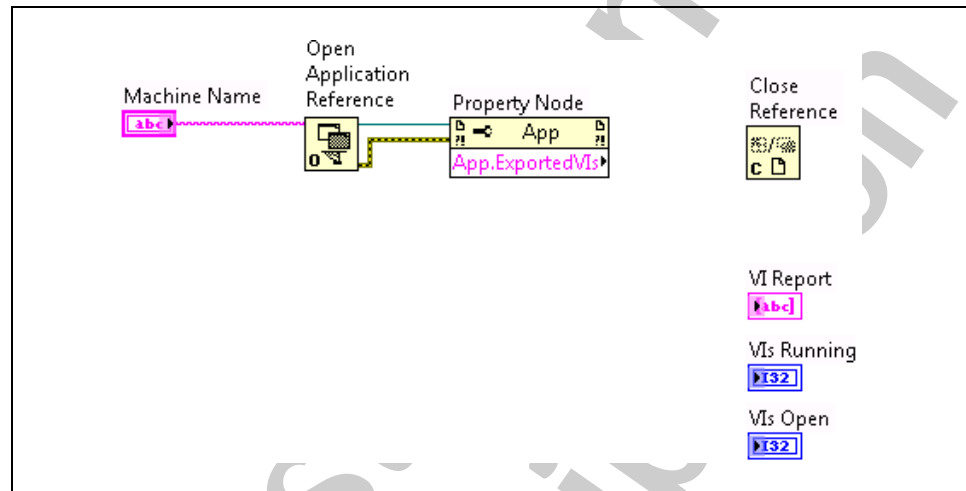 Open
Application
Reference
Machine Name
abc
Property Node
App
App.ExportedVIs
Close
Reference
C
O
VI Report
abc]
VIs Running
I32
VIs Open
I32